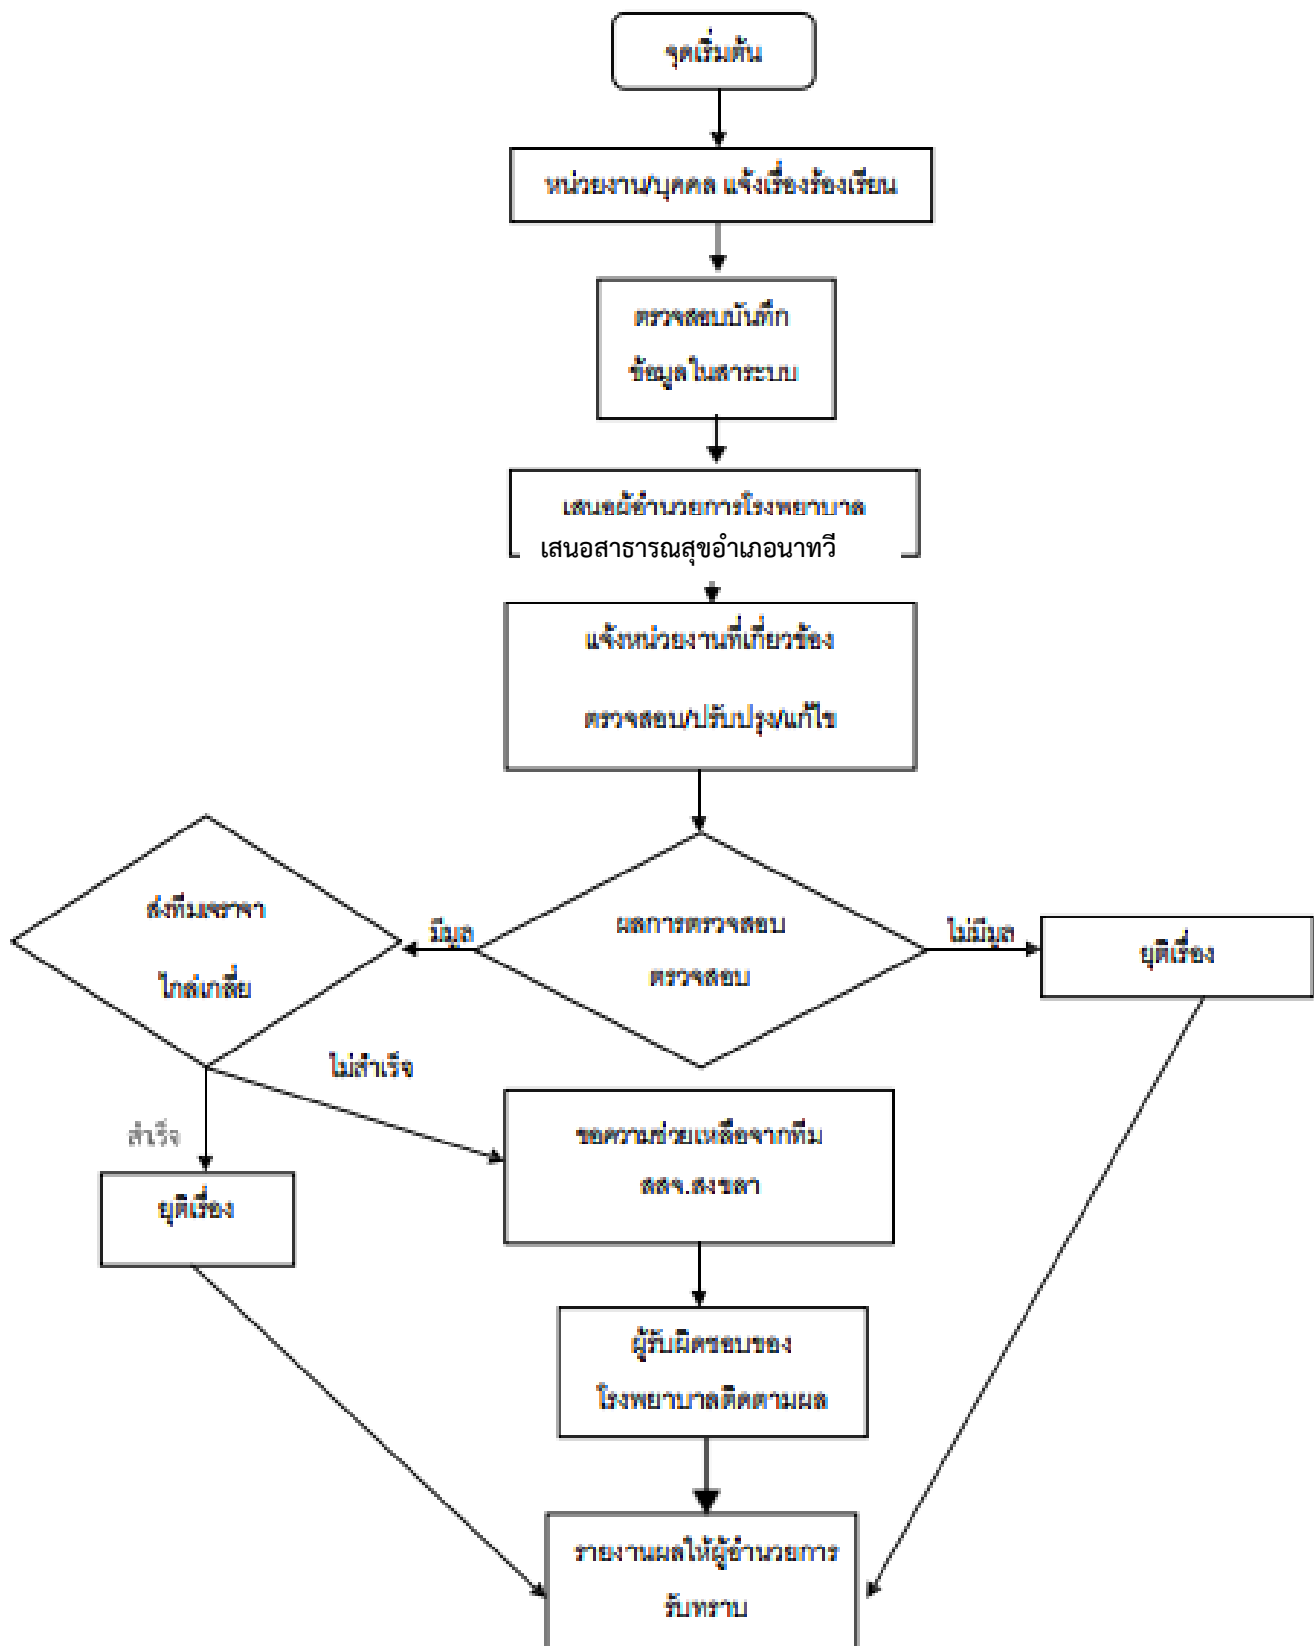 จุดเริ่มต้น
หน่วยงาน/บุคคล แจ้งเรื่องร้องเรียน
ตรวจสอบบันทึก
ข้อมูลในสาระบบ
เสนอผู้อำนวยการโรงพยาบาล
เสนอสาธารณสุขอำเภอนาทวี
แจ้งหน่วยงานที่เกี่ยวข้อง
ตรวจสอบ/ปรับปรุง/แก้ไข
ส่งทีมเจราจา
ไกล่เกลี่ย
มีมูล
ผลการตรวจสอบ
ตรวจสอบ
ไม่มีมูล
ยุติเรื่อง
ไม่สำเร็จ
สำเร็จ
ยุติเรื่อง
ขอความช่วยเหลือจากทีม
สสจ.สงขลา
ผู้รับผิดชอบของ
โรงพยาบาลติดตามผล
รายงานผลให้ผู้อำนวยการ
รับทราบ